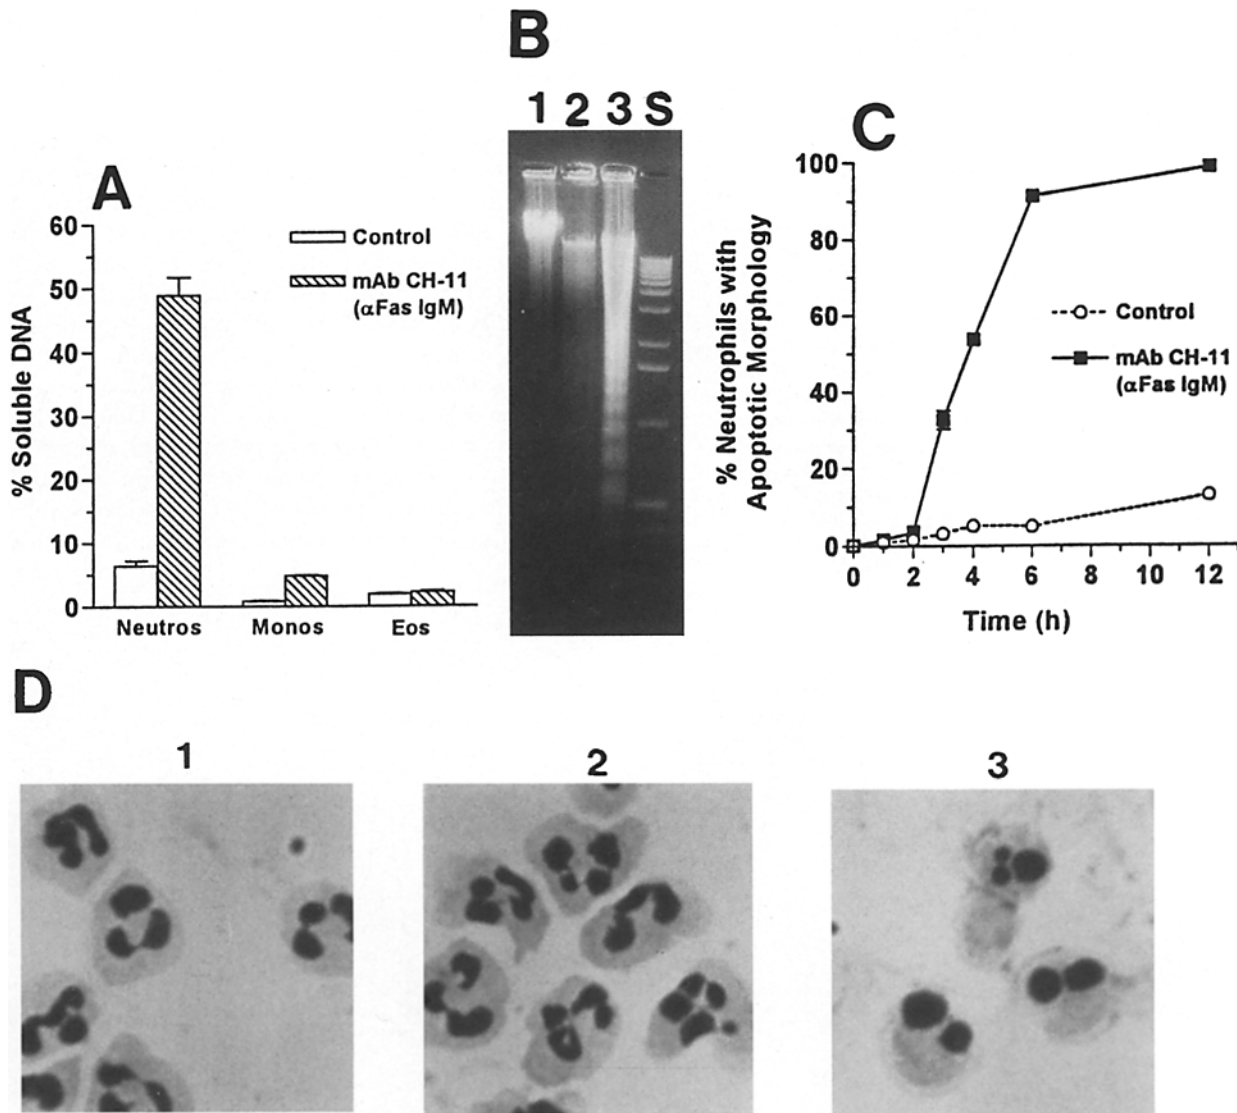 A
60
50
40
30
20
10
0
% Soluble DNA
Control
mAb CH-11
(αFas IgM)
Neutros Monos Eos
B
1 2 3 S
C
100
80
60
40
20
0
% Neutrophils with
Apoptotic Morphology
Control
mAb CH-11
(αFas IgM)
0 2 4 6 8 10 12
Time (h)
D
1
2
3